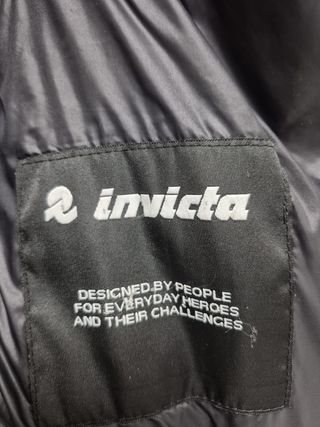 invicta
DESIGNED BY PEOPLE
FOR EVERYDAY HEROES
AND THEIR CHALLENGES